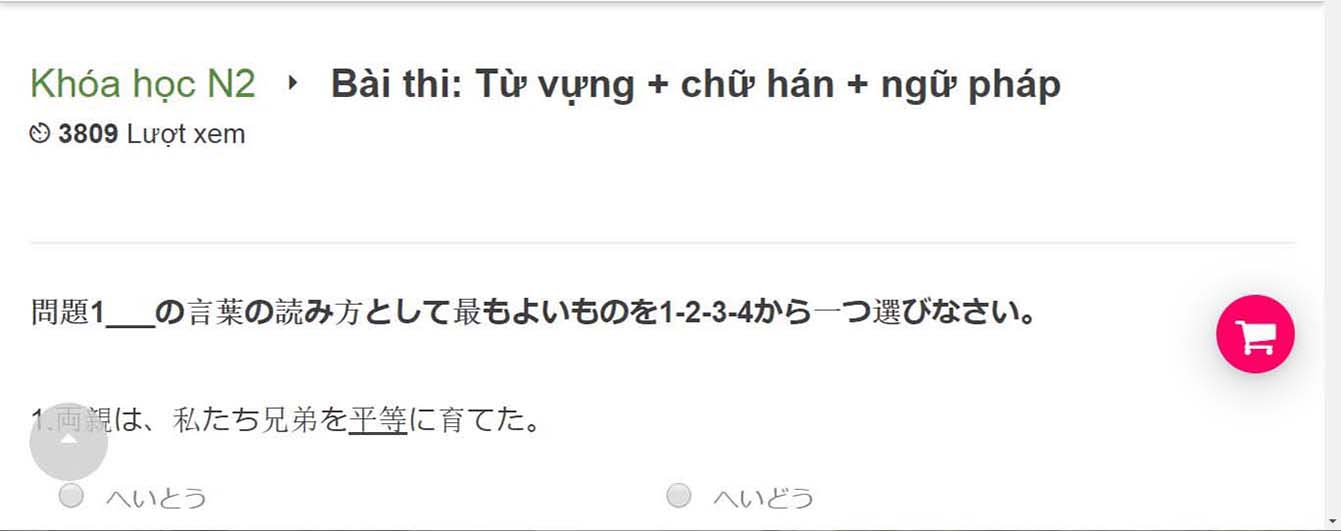 Khóa học N2 Bài thi: Từ vựng + chữ hán + ngữ pháp
3809 Lượt xem
問題1___の言葉の読み方として最もよいものを1-2-3-4から一つ選びなさい。
1.両親は、私たち兄弟を平等に育てた。
へいとう へいどう